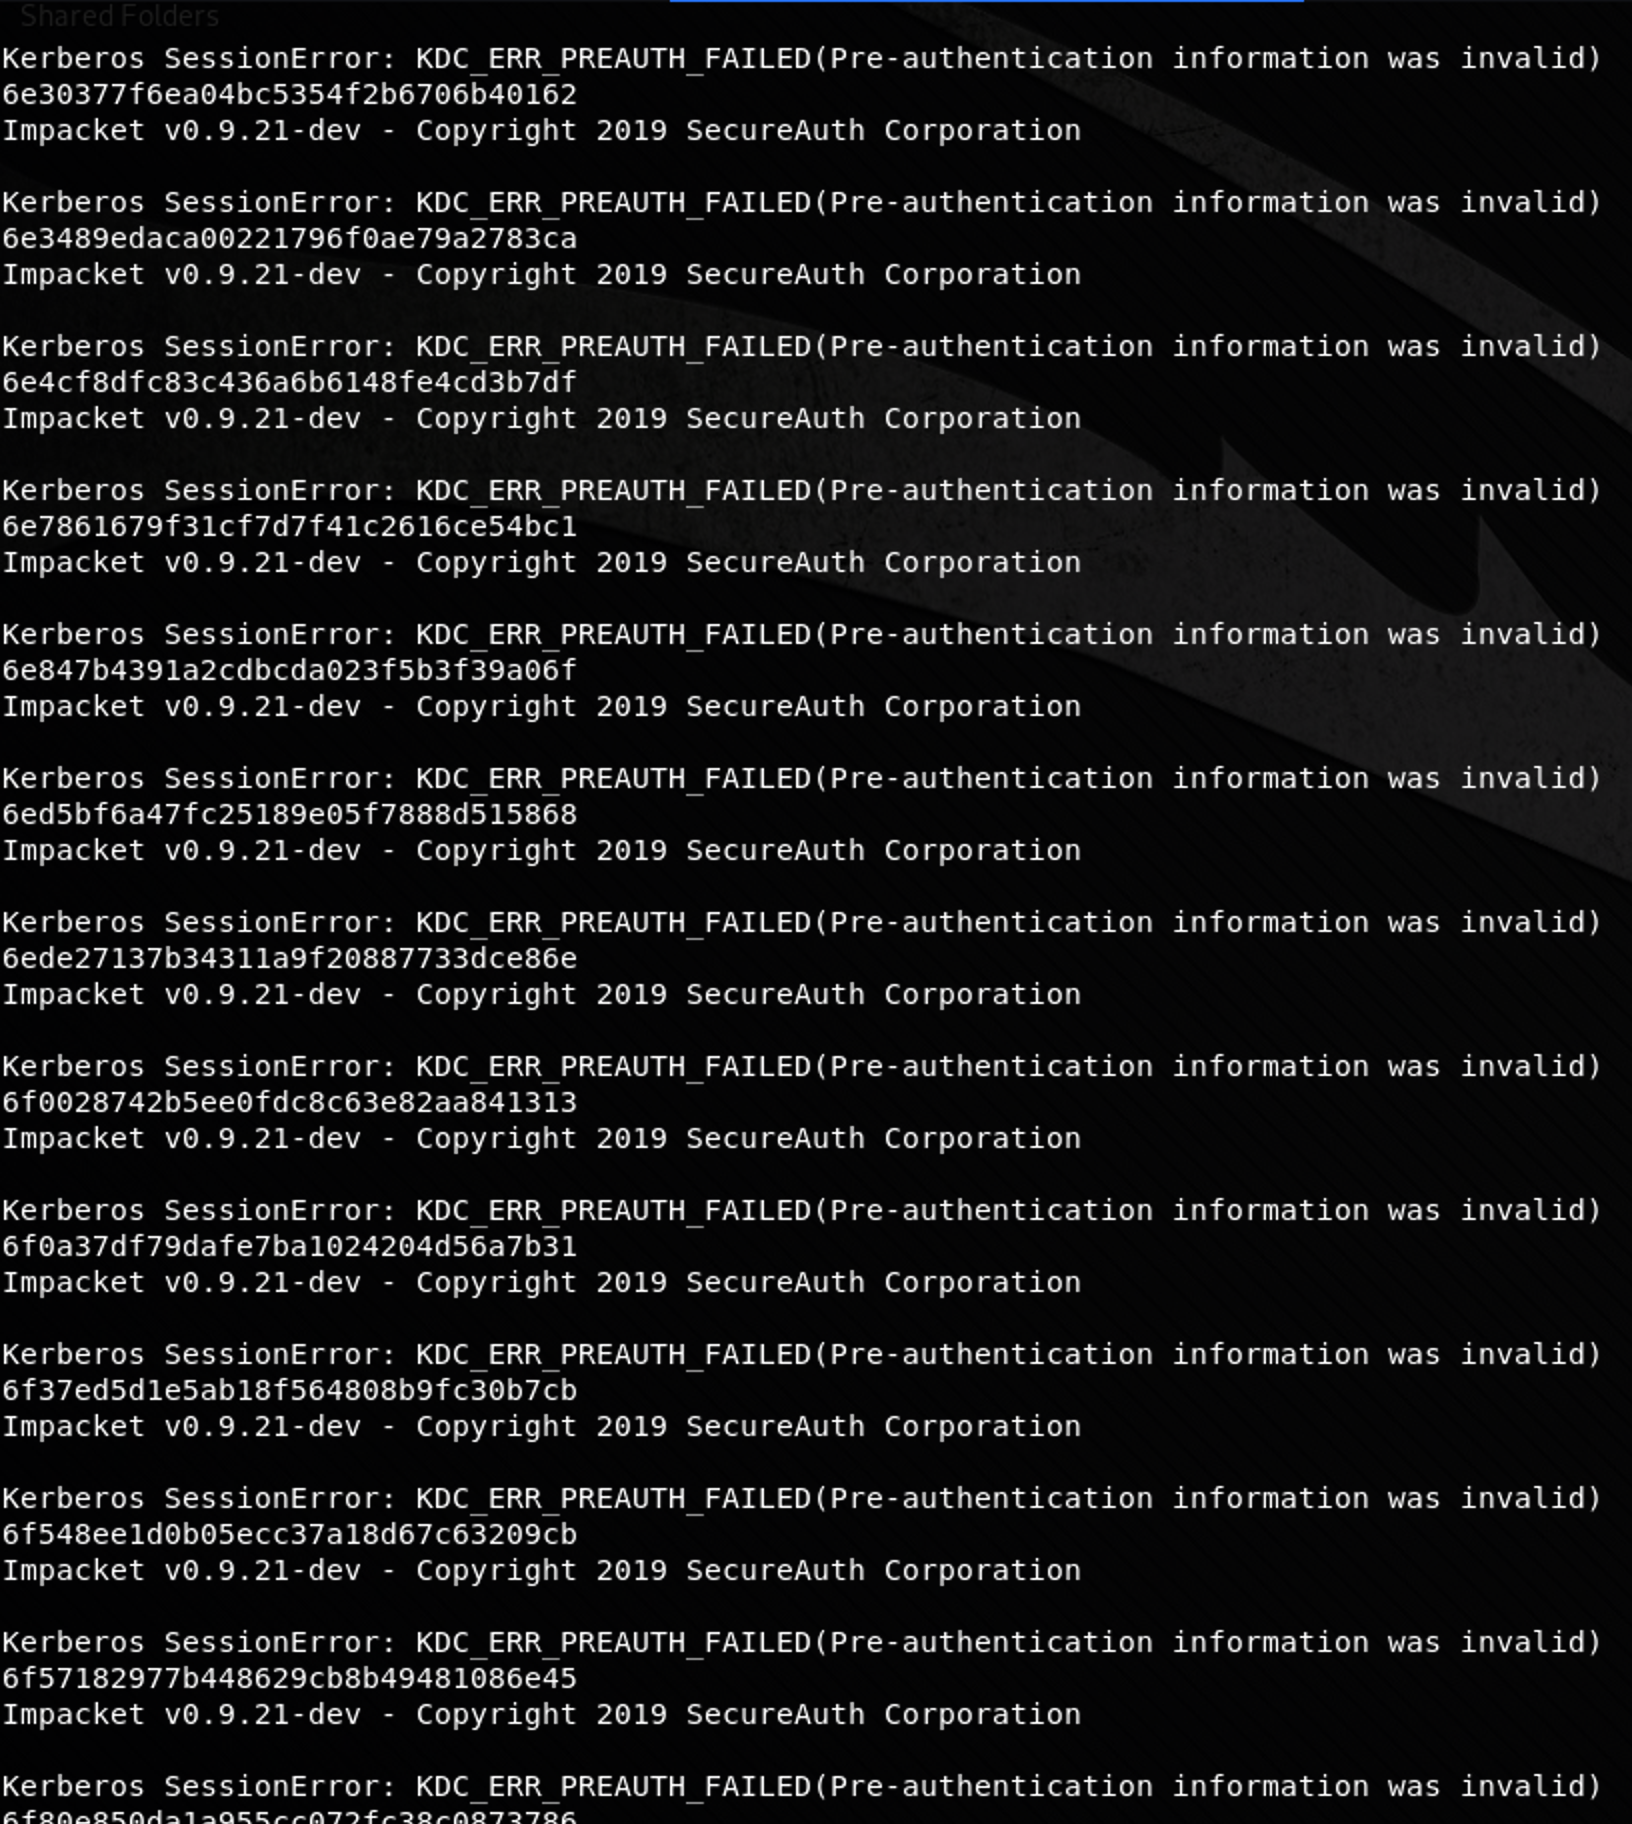 Shared Folders
Kerberos SessionError: KDC_ERR_PREAUTH_FAILED(Pre-authentication information was invalid)
6e30377f6ea04bc5354f2b6706b40162
Impacket v0.9.21-dev - Copyright 2019 SecureAuth Corporation
Kerberos SessionError: KDC_ERR_PREAUTH_FAILED(Pre-authentication information was invalid)
6e3489edaca00221796f0ae79a2783ca
Impacket v0.9.21-dev - Copyright 2019 SecureAuth Corporation
Kerberos SessionError: KDC_ERR_PREAUTH_FAILED(Pre-authentication information was invalid)
6e4cf8dfc83c436a6b6148fe4cd3b7df
Impacket v0.9.21-dev - Copyright 2019 SecureAuth Corporation
Kerberos SessionError: KDC_ERR_PREAUTH_FAILED(Pre-authentication information was invalid)
6e7861679f31cf7d7f41c2616ce54bc1
Impacket v0.9.21-dev - Copyright 2019 SecureAuth Corporation
Kerberos SessionError: KDC_ERR_PREAUTH_FAILED(Pre-authentication information was invalid)
6e847b4391a2cdbcda023f5b3f39a06f
Impacket v0.9.21-dev - Copyright 2019 SecureAuth Corporation
Kerberos SessionError: KDC_ERR_PREAUTH_FAILED(Pre-authentication information was invalid)
6ed5bf6a47fc25189e05f7888d515868
Impacket v0.9.21-dev - Copyright 2019 SecureAuth Corporation
Kerberos SessionError: KDC_ERR_PREAUTH_FAILED(Pre-authentication information was invalid)
6ede27137b34311a9f20887733dce86e
Impacket v0.9.21-dev - Copyright 2019 SecureAuth Corporation
Kerberos SessionError: KDC_ERR_PREAUTH_FAILED(Pre-authentication information was invalid)
6f0028742b5ee0fdc8c63e82aa841313
Impacket v0.9.21-dev - Copyright 2019 SecureAuth Corporation
Kerberos SessionError: KDC_ERR_PREAUTH_FAILED(Pre-authentication information was invalid)
6f0a37df79dafe7ba1024204d56a7b31
Impacket v0.9.21-dev - Copyright 2019 SecureAuth Corporation
Kerberos SessionError: KDC_ERR_PREAUTH_FAILED(Pre-authentication information was invalid)
6f37ed5d1e5ab18f564808b9fc30b7cb
Impacket v0.9.21-dev - Copyright 2019 SecureAuth Corporation
Kerberos SessionError: KDC_ERR_PREAUTH_FAILED(Pre-authentication information was invalid)
6f548ee1d0b05ecc37a18d67c63209cb
Impacket v0.9.21-dev - Copyright 2019 SecureAuth Corporation
Kerberos SessionError: KDC_ERR_PREAUTH_FAILED(Pre-authentication information was invalid)
6f57182977b448629cb8b49481086e45
Impacket v0.9.21-dev - Copyright 2019 SecureAuth Corporation
Kerberos SessionError: KDC_ERR_PREAUTH_FAILED(Pre-authentication information was invalid)